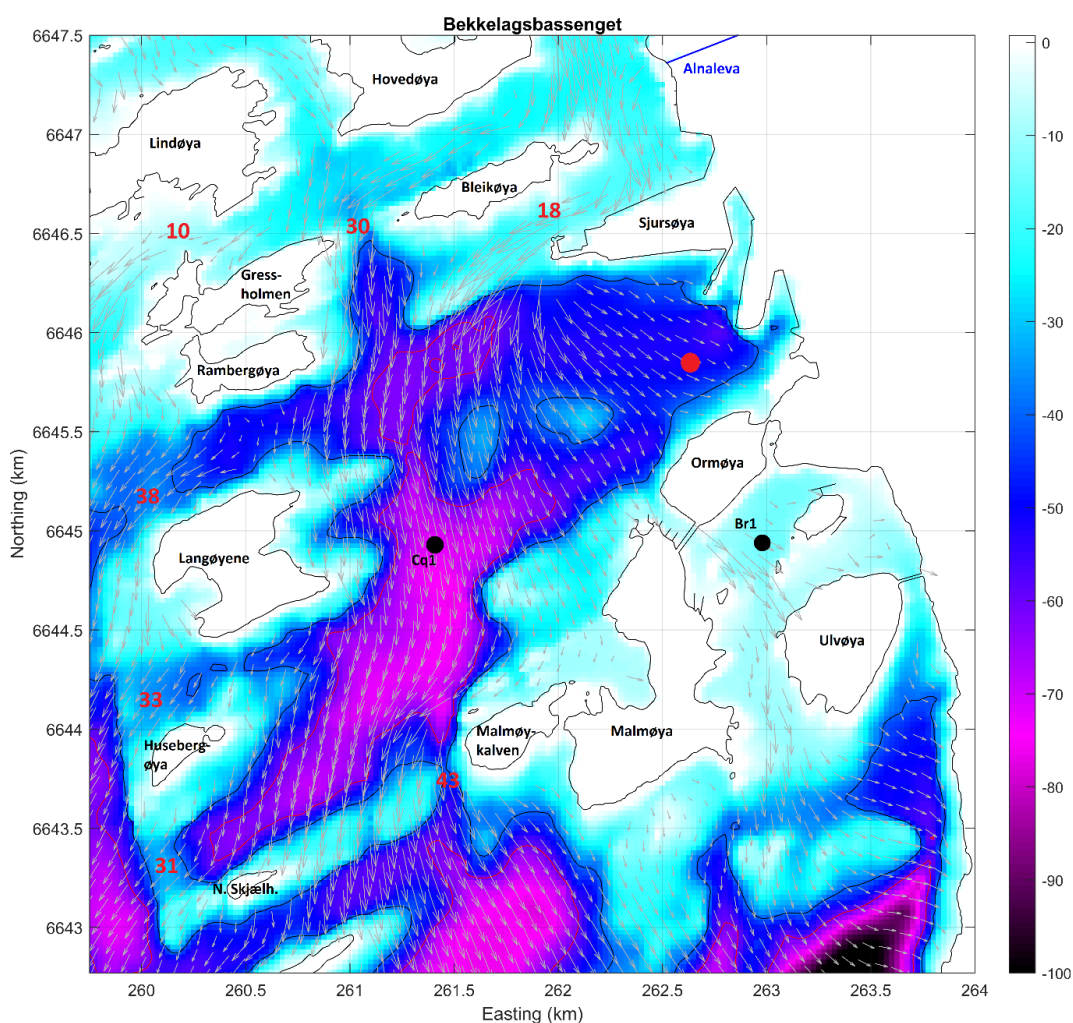 Bekkelagsbassenget
6647.5
0
Hovedøya
Alnaleva
6647
Lindøya
-10
Bleikøya
-20
18
Sjursøya
10
30
6646.5
Gress-
holmen
-30
6646
Rambergøya
-40
6645.5
Ormøya
38
-50
6645
Br1
Cq1
Langøyene
Northing (km)
-60
6644.5
Ulvøya
33
-70
6644
Malmøy-
kalven
Malmøya
Huseberg-
øya
43
-80
6643.5
31
N. Skjælh.
-90
6643
-100
260
260.5
261
261.5
262
262.5
263
263.5
264
Easting (km)